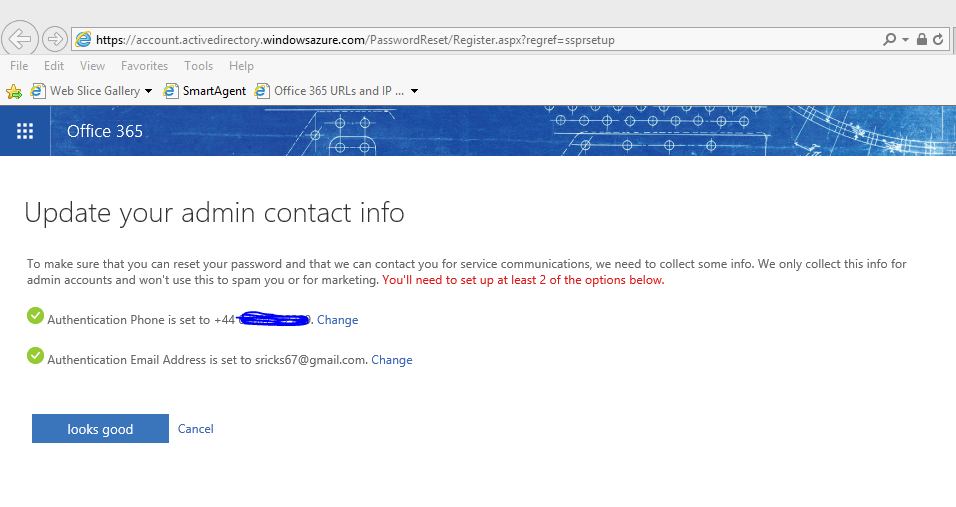 https://account.activedirectory.windowsazure.com/PasswordReset/Register.aspx?regref=ssprsetup
File Edit View Favorites Tools Help
Web Slice Gallery SmartAgent Office 365 URLs and IP ...
Office 365
Update your admin contact info
To make sure that you can reset your password and that we can contact you for service communications, we need to collect some info. We only collect this info for
admin accounts and won't use this to spam you or for marketing. You'll need to set up at least 2 of the options below.
Authentication Phone is set to +44 . Change
Authentication Email Address is set to sricks67@gmail.com. Change
looks good Cancel